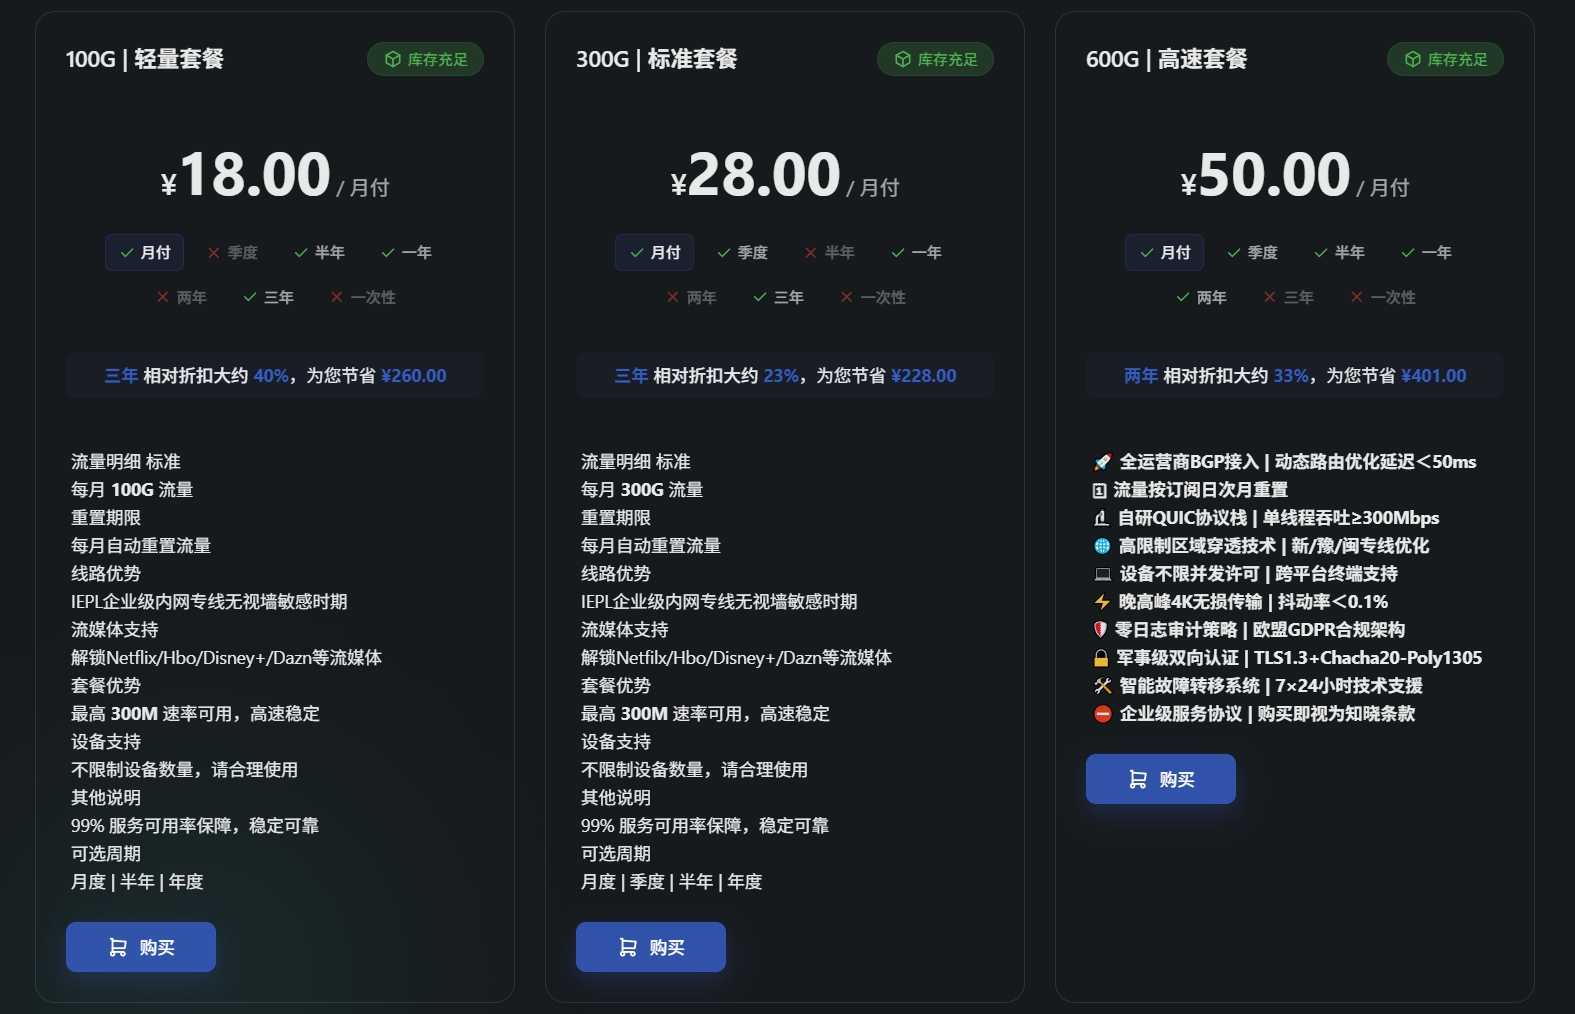 100G | 轻量套餐
库存充足
¥18.00 / 月付
月付 季度 半年 一年
两年 三年 一次性
三年 相对折扣大约 40%，为您节省 ¥260.00
流量明细 标准
每月 100G 流量
重置期限
每月自动重置流量
线路优势
IEPL企业级内网专线无视墙敏感时期
流媒体支持
解锁Netflix/Hbo/Disney+/Dazn等流媒体
套餐优势
最高 300M 速率可用，高速稳定
设备支持
不限制设备数量，请合理使用
其他说明
99% 服务可用率保障，稳定可靠
可选周期
月度 | 半年 | 年度
购买
300G | 标准套餐
库存充足
¥28.00 / 月付
月付 季度 半年 一年
两年 三年 一次性
三年 相对折扣大约 23%，为您节省 ¥228.00
流量明细 标准
每月 300G 流量
重置期限
每月自动重置流量
线路优势
IEPL企业级内网专线无视墙敏感时期
流媒体支持
解锁Netfilx/Hbo/Disney+/Dazn等流媒体
套餐优势
最高 300M 速率可用，高速稳定
设备支持
不限制设备数量，请合理使用
其他说明
99% 服务可用率保障，稳定可靠
可选周期
月度 | 季度 | 半年 | 年度
购买
600G | 高速套餐
库存充足
¥50.00 / 月付
月付 季度 半年 一年
两年 三年 一次性
两年 相对折扣大约 33%，为您节省 ¥401.00
🚀 全运营商BGP接入 | 动态路由优化延迟＜50ms
🗓 流量按订阅日次月重置
🔬 自研QUIC协议栈 | 单线程吞吐≥300Mbps
🌐 高限制区域穿透技术 | 新/豫/闽专线优化
💻 设备不限并发许可 | 跨平台终端支持
⚡ 晚高峰4K无损传输 | 抖动率＜0.1%
🛡 零日志审计策略 | 欧盟GDPR合规架构
🔒 军事级双向认证 | TLS1.3+Chacha20-Poly1305
🛠 智能故障转移系统 | 7×24小时技术支援
⛔ 企业级服务协议 | 购买即视为知晓条款
购买